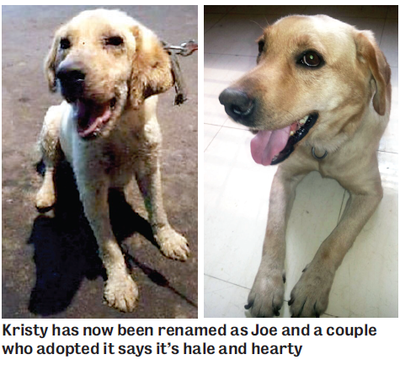 Kristy has now been renamed as Joe and a couple
who adopted it says it's hale and hearty